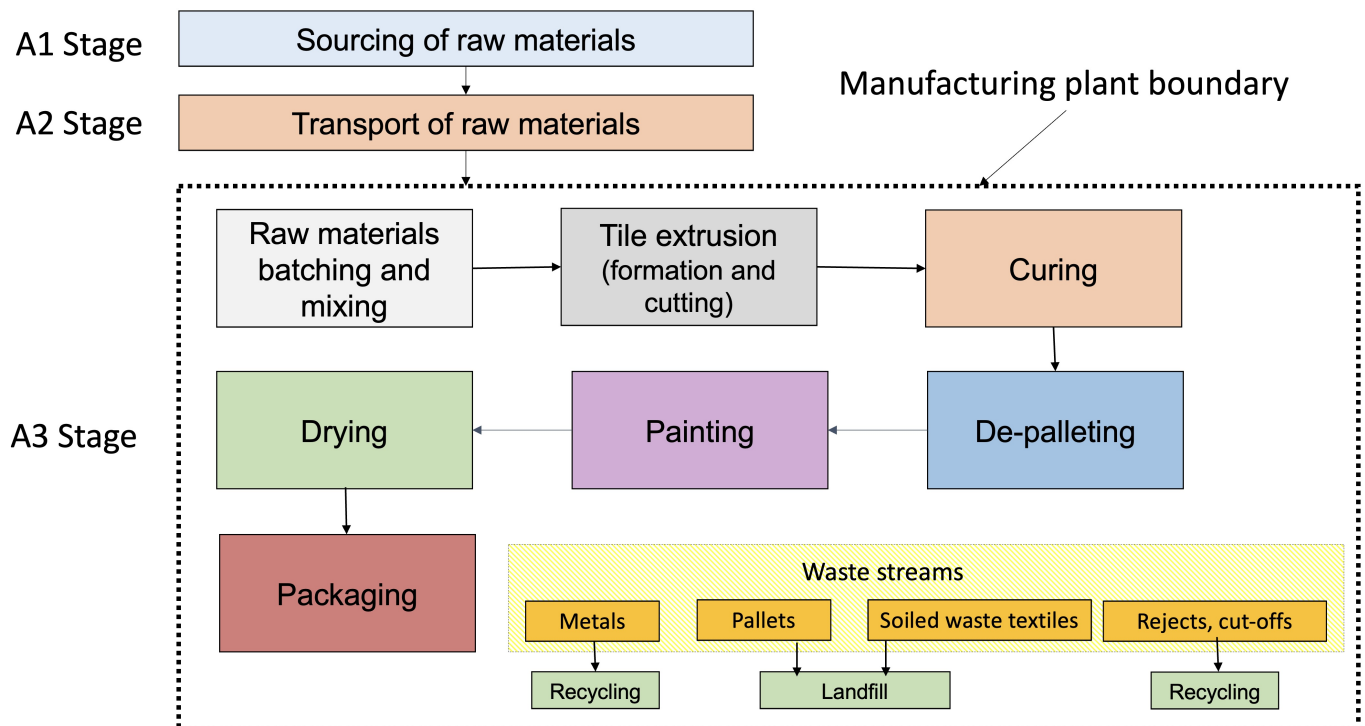 A1 Stage
Sourcing of raw materials
Manufacturing plant boundary
A2 Stage
Transport of raw materials
Raw materials
batching and
mixing
Tile extrusion
(formation and
cutting)
Curing
A3 Stage
Drying
Painting
De-palleting
Packaging
Waste streams
Metals
Pallets
Soiled waste textiles
Rejects, cut-offs
Recycling
Landfill
Recycling